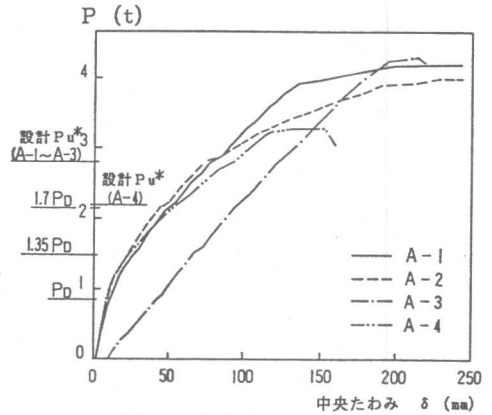 P (t)
4
設計Pu* 3
(A-1~A-3)
設計Pu*
(A-4)
1.7PD
2
1.35PD
PD
1
0
A-1
A-2
A-3
A-4
0 50 100 150 200 250
中央たわみ δ (mm)